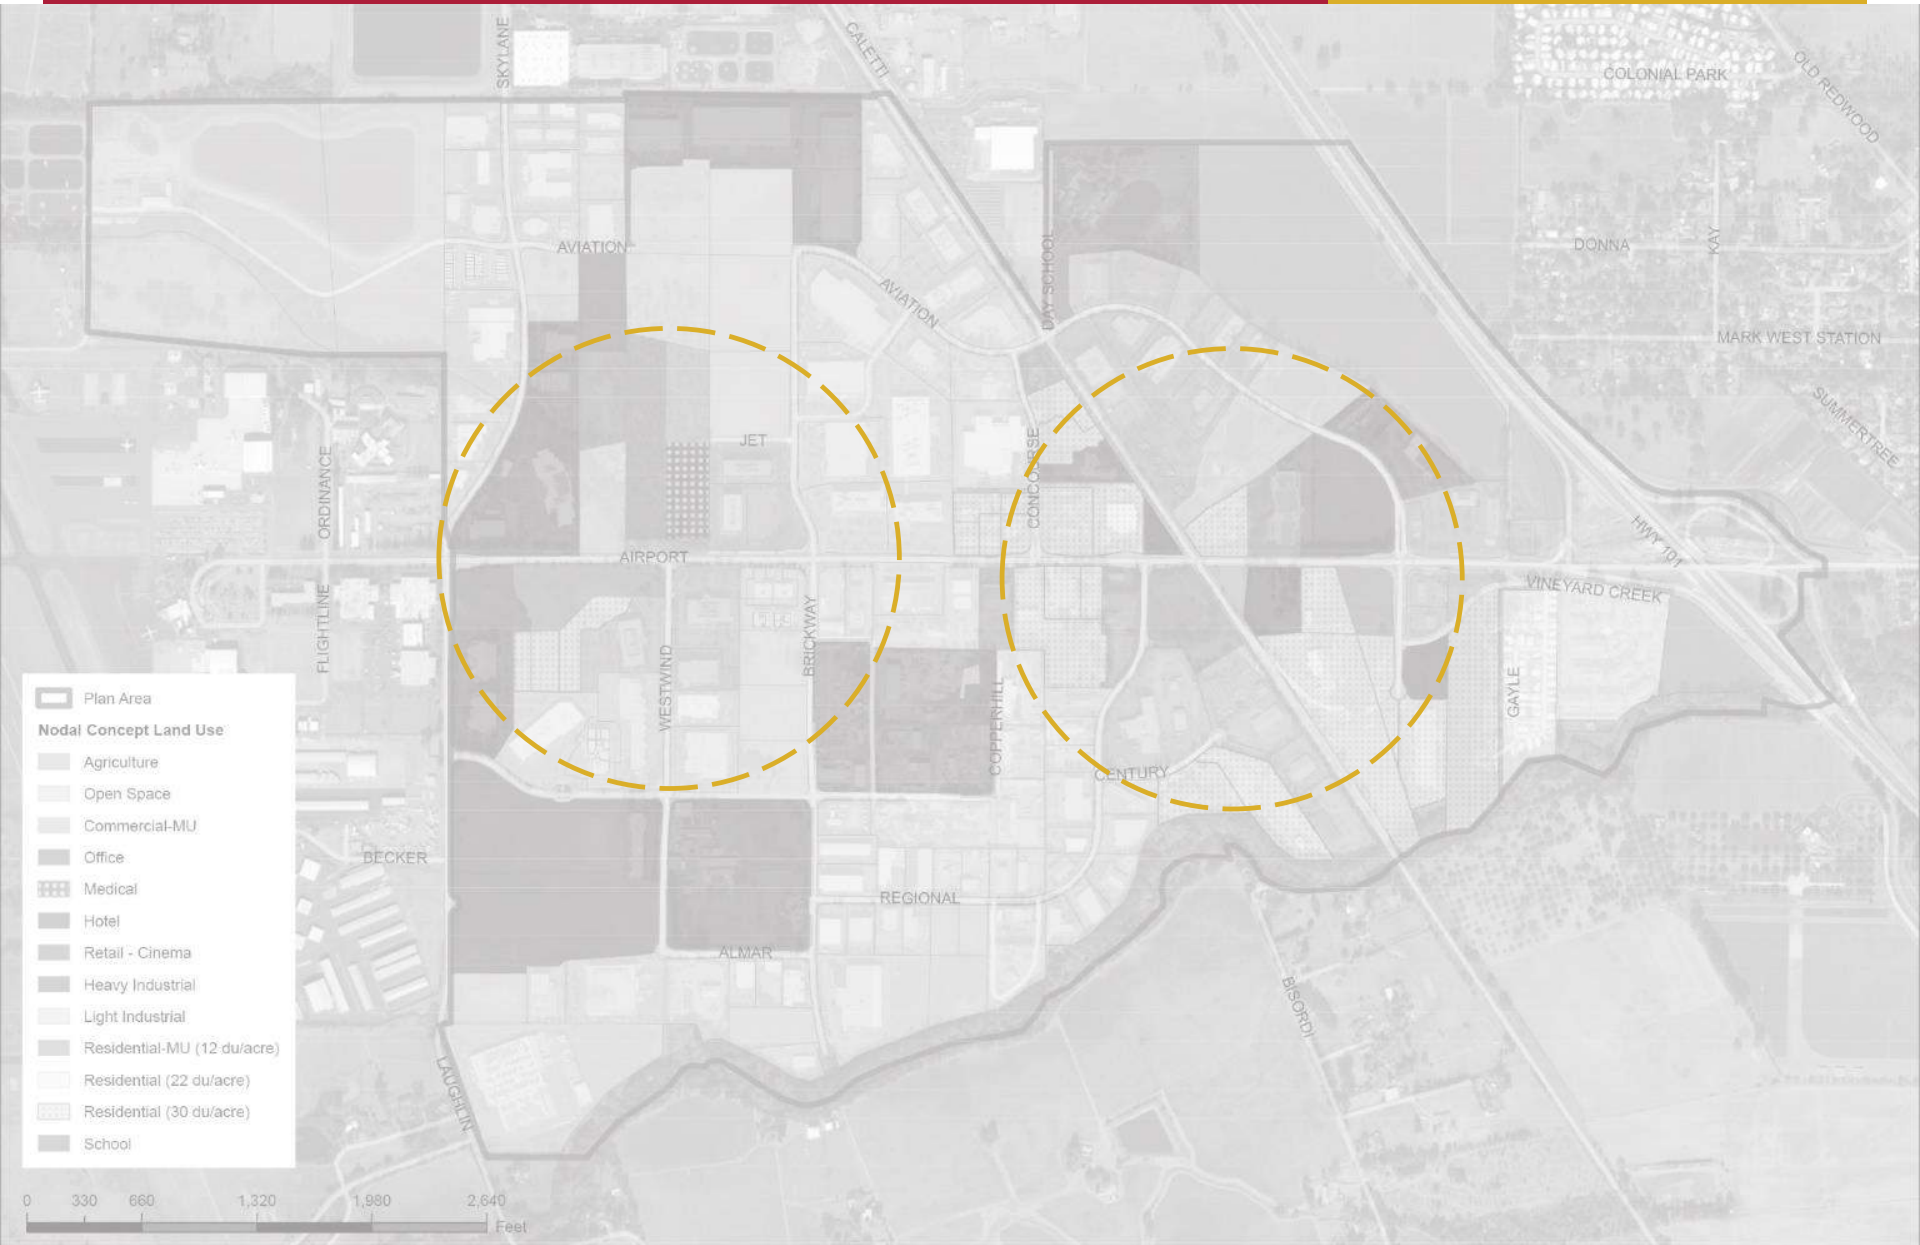 SKYLANE
CALETTI
COLONIAL PARK
OLD REDWOOD
AVIATION
AVIATION
DAY SCHOOL
DONNA
KAY
MARK WEST STATION
SUMMERTREE
JET
CONCOURSE
ORDINANCE
HWY 101
AIRPORT
VINEYARD CREEK
FLIGHTLINE
BRICKWAY
WESTWIND
COPPERHILL
GAYLE
CENTURY
BECKER
REGIONAL
ALMAR
BISORDI
LAUGHLIN
Plan Area
Nodal Concept Land Use
Agriculture
Open Space
Commercial-MU
Office
Medical
Hotel
Retail - Cinema
Heavy Industrial
Light Industrial
Residential-MU (12 du/acre)
Residential (22 du/acre)
Residential (30 du/acre)
School
0 330 660 1,320 1,980 2,640
Feet